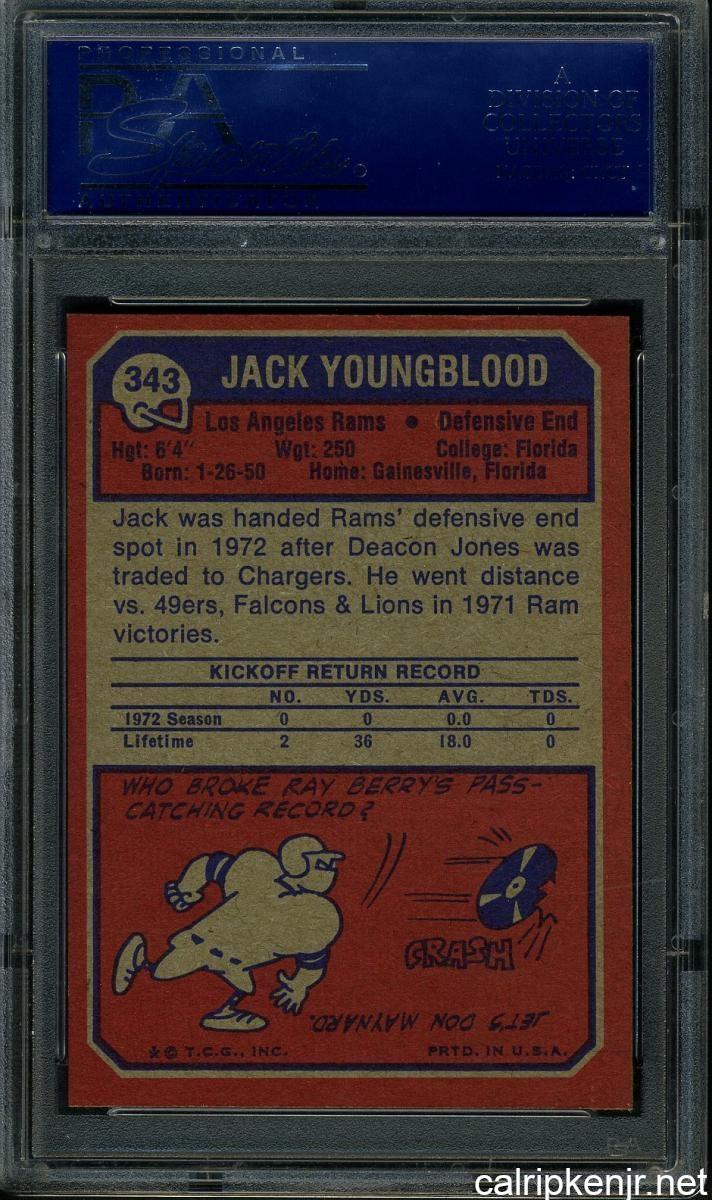 PROFESSIONAL
PSA
Sports
AUTHENTICATOR
A
DIVISION OF
COLLECTORS
UNIVERSE
343
JACK YOUNGBLOOD
Los Angeles Rams • Defensive End
Hgt: 6'4" Wgt: 250 College: Florida
Born: 1-26-50 Home: Gainesville, Florida
Jack was handed Rams' defensive end
spot in 1972 after Deacon Jones was
traded to Chargers. He went distance
vs. 49ers, Falcons & Lions in 1971 Ram
victories.
KICKOFF RETURN RECORD
NO. YDS. AVG. TDS.
1972 Season 0 0 0.0 0
Lifetime 2 36 18.0 0
WHO BROKE RAY BERRY'S PASS-
CATCHING RECORD?
CRASH
JET'S DON MAYNARD.
* © T.C.G., INC. PRTD. IN U.S.A.
calripkenjr.net